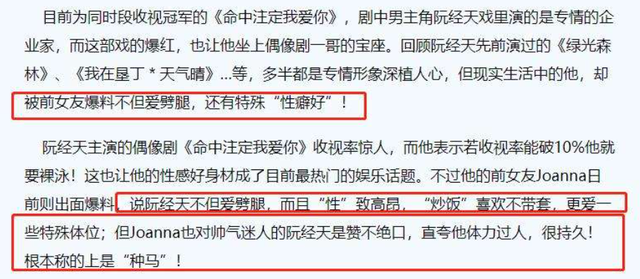 目前为同时段收视冠军的《命中注定我爱你》，剧中男主角阮经天戏里演的是专情的企
业家，而这部戏的爆红，也让他坐上偶像剧一哥的宝座。回顾阮经天先前演过的《绿光森
林》、《我在垦丁＊天气晴》...等，多半都是专情形象深植人心，但现实生活中的他，却
被前女友爆料不但爱劈腿，还有特殊“性癖好”！
阮经天主演的偶像剧《命中注定我爱你》收视率惊人，而他表示若收视率能破10%他就
要裸泳！这也让他的性感好身材成了目前最热门的娱乐话题。不过他的前女友Joanna日
前则出面爆料，说阮经天不但爱劈腿，而且“性”致高昂，“炒饭”喜欢不带套，更爱一
些特殊体位；但Joanna也对帅气迷人的阮经天是赞不绝口，直夸他体力过人，很持久！
根本称的上是“种马”！